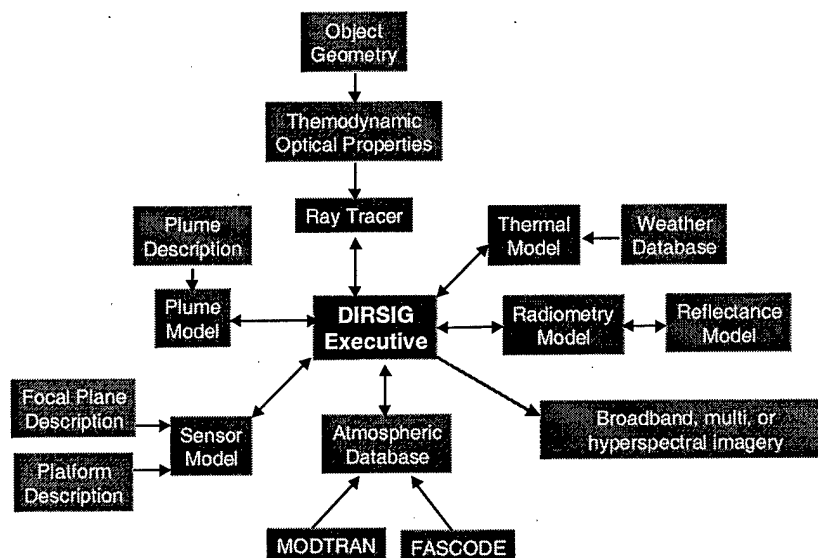 Object
Geometry
Themodynamic
Optical Properties
Ray Tracer
Plume
Description
Thermal
Model
Weather
Database
Plume
Model
DIRSIG
Executive
Radiometry
Model
Reflectance
Model
Focal Plane
Description
Sensor
Model
Platform
Description
Atmospheric
Database
Broadband, multi, or
hyperspectral imagery
MODTRAN
FASCODE